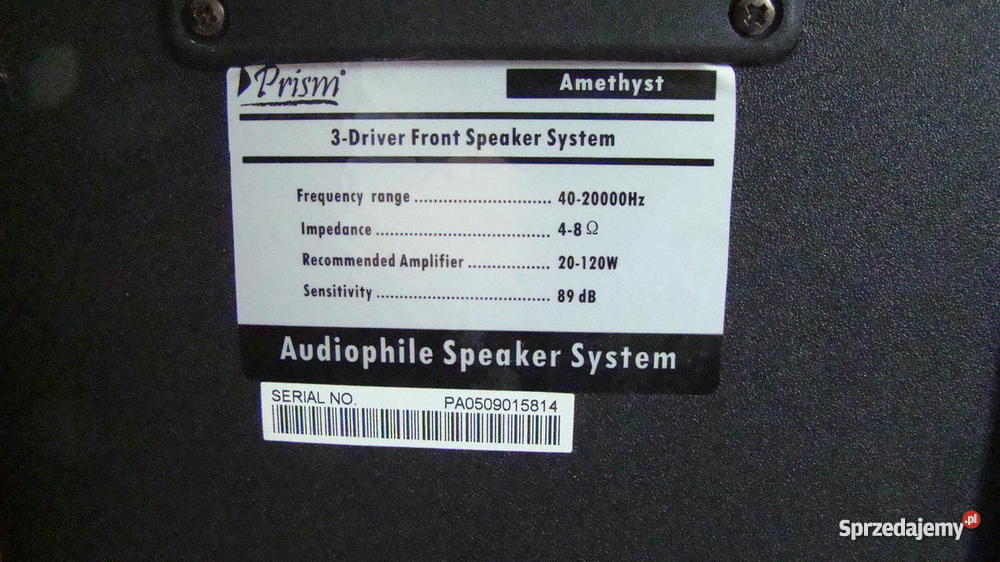 Prism
Amethyst
3-Driver Front Speaker System
Frequency range .............................. 40-20000Hz
Impedance ...................................... 4-8 Ω
Recommended Amplifier .................. 20-120W
Sensitivity ...................................... 89 dB
Audiophile Speaker System
SERIAL NO. PA0509015814
Sprzedajemy.pl